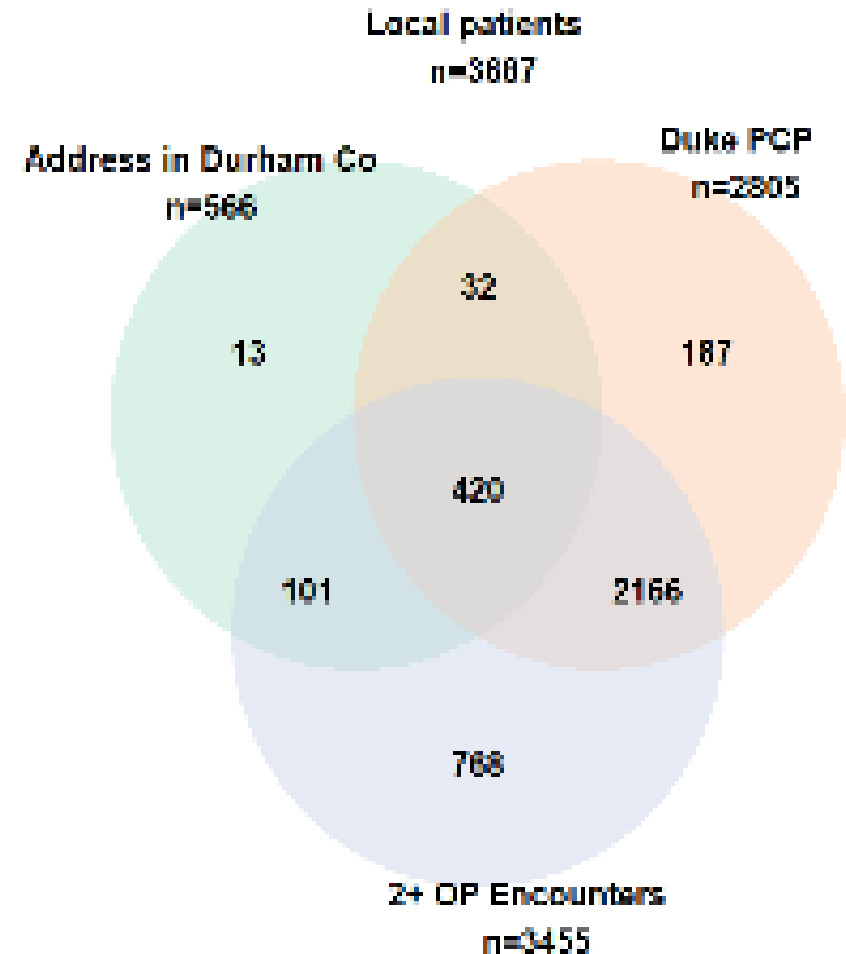 Local patients
n=3687
Duke PCP
Address in Durham Co
n=2805
n=566
32
13
187
420
101
2166
768
2+ OP Encounters
n=3455